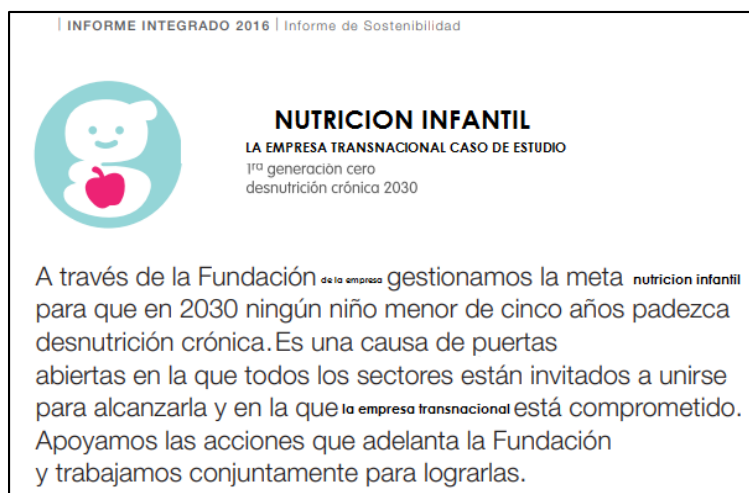 | INFORME INTEGRADO 2016 | Informe de Sostenibilidad
NUTRICION INFANTIL
LA EMPRESA TRANSNACIONAL CASO DE ESTUDIO
1ra generación cero
desnutrición crónica 2030
A través de la Fundación de la empresa gestionamos la meta nutricion infantil
para que en 2030 ningún niño menor de cinco años padezca
desnutrición crónica. Es una causa de puertas
abiertas en la que todos los sectores están invitados a unirse
para alcanzarla y en la que la empresa transnacional está comprometido.
Apoyamos las acciones que adelanta la Fundación
y trabajamos conjuntamente para lograrlas.